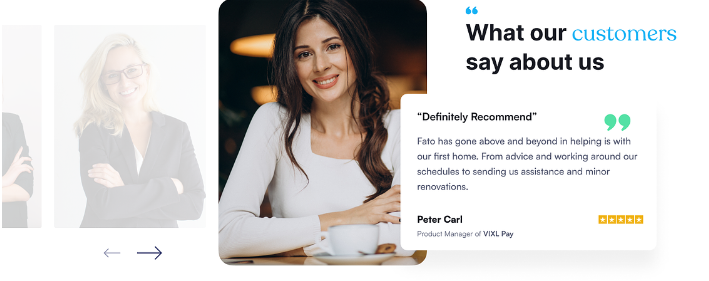 “
What our customers
say about us
“Definitely Recommend”
”
Fato has gone above and beyond in helping is with
our first home. From advice and working around our
schedules to sending us assistance and minor
renovations.
Peter Carl
Product Manager of VIXL Pay